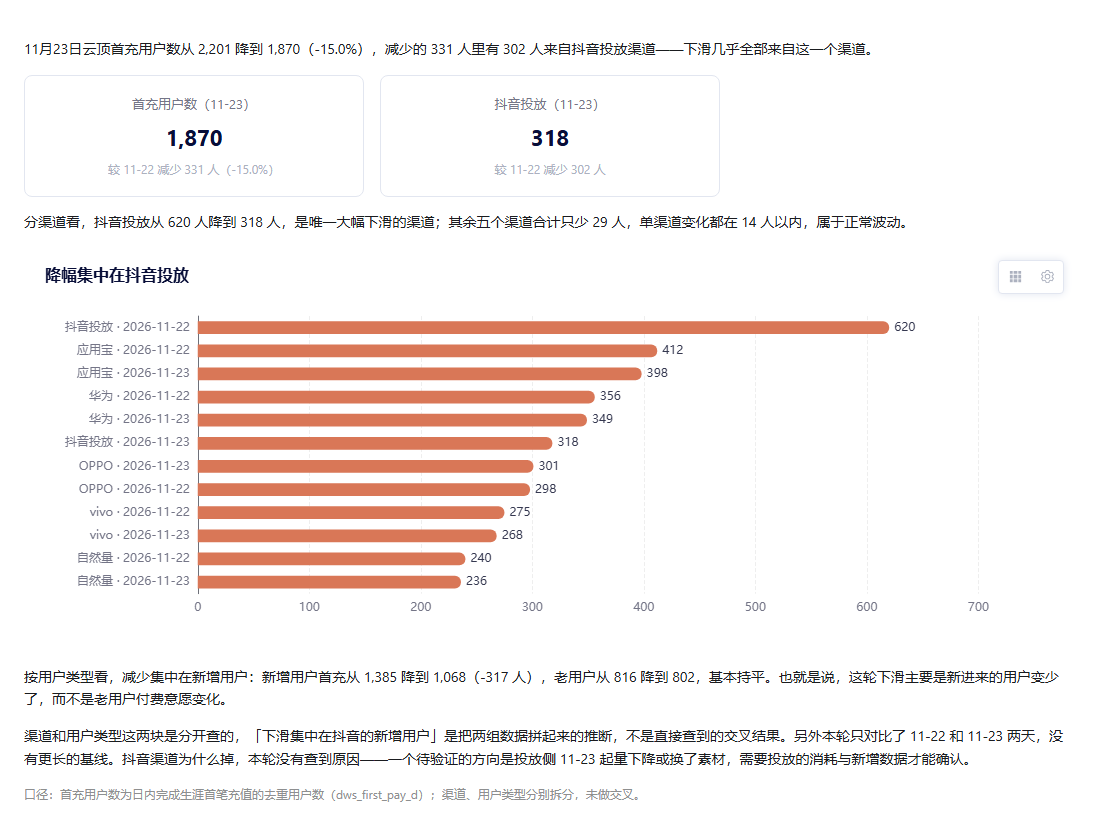 11月23日云顶首充用户数从 2,201 降到 1,870（-15.0%），减少的 331 人里有 302 人来自抖音投放渠道——下滑几乎全部来自这一个渠道。
首充用户数（11-23）
1,870
较 11-22 减少 331 人（-15.0%）
抖音投放（11-23）
318
较 11-22 减少 302 人
分渠道看，抖音投放从 620 人降到 318 人，是唯一大幅下滑的渠道；其余五个渠道合计只少 29 人，单渠道变化都在 14 人以内，属于正常波动。
降幅集中在抖音投放
抖音投放 · 2026-11-22 620
应用宝 · 2026-11-22 412
应用宝 · 2026-11-23 398
华为 · 2026-11-22 356
华为 · 2026-11-23 349
抖音投放 · 2026-11-23 318
OPPO · 2026-11-23 301
OPPO · 2026-11-22 298
vivo · 2026-11-22 275
vivo · 2026-11-23 268
自然量 · 2026-11-22 240
自然量 · 2026-11-23 236
0 100 200 300 400 500 600 700
按用户类型看，减少集中在新增用户：新增用户首充从 1,385 降到 1,068（-317 人），老用户从 816 降到 802，基本持平。也就是说，这轮下滑主要是新进来的用户变少
了，而不是老用户付费意愿变化。
渠道和用户类型这两块是分开查的，「下滑集中在抖音的新增用户」是把两组数据拼起来的推断，不是直接查到的交叉结果。另外本轮只对比了 11-22 和 11-23 两天，没
有更长的基线。抖音渠道为什么掉，本轮没有查到原因——一个待验证的方向是投放侧 11-23 起量下降或换了素材，需要投放的消耗与新增数据才能确认。
口径：首充用户数为日内完成生涯首笔充值的去重用户数（dws_first_pay_d）；渠道、用户类型分别拆分，未做交叉。